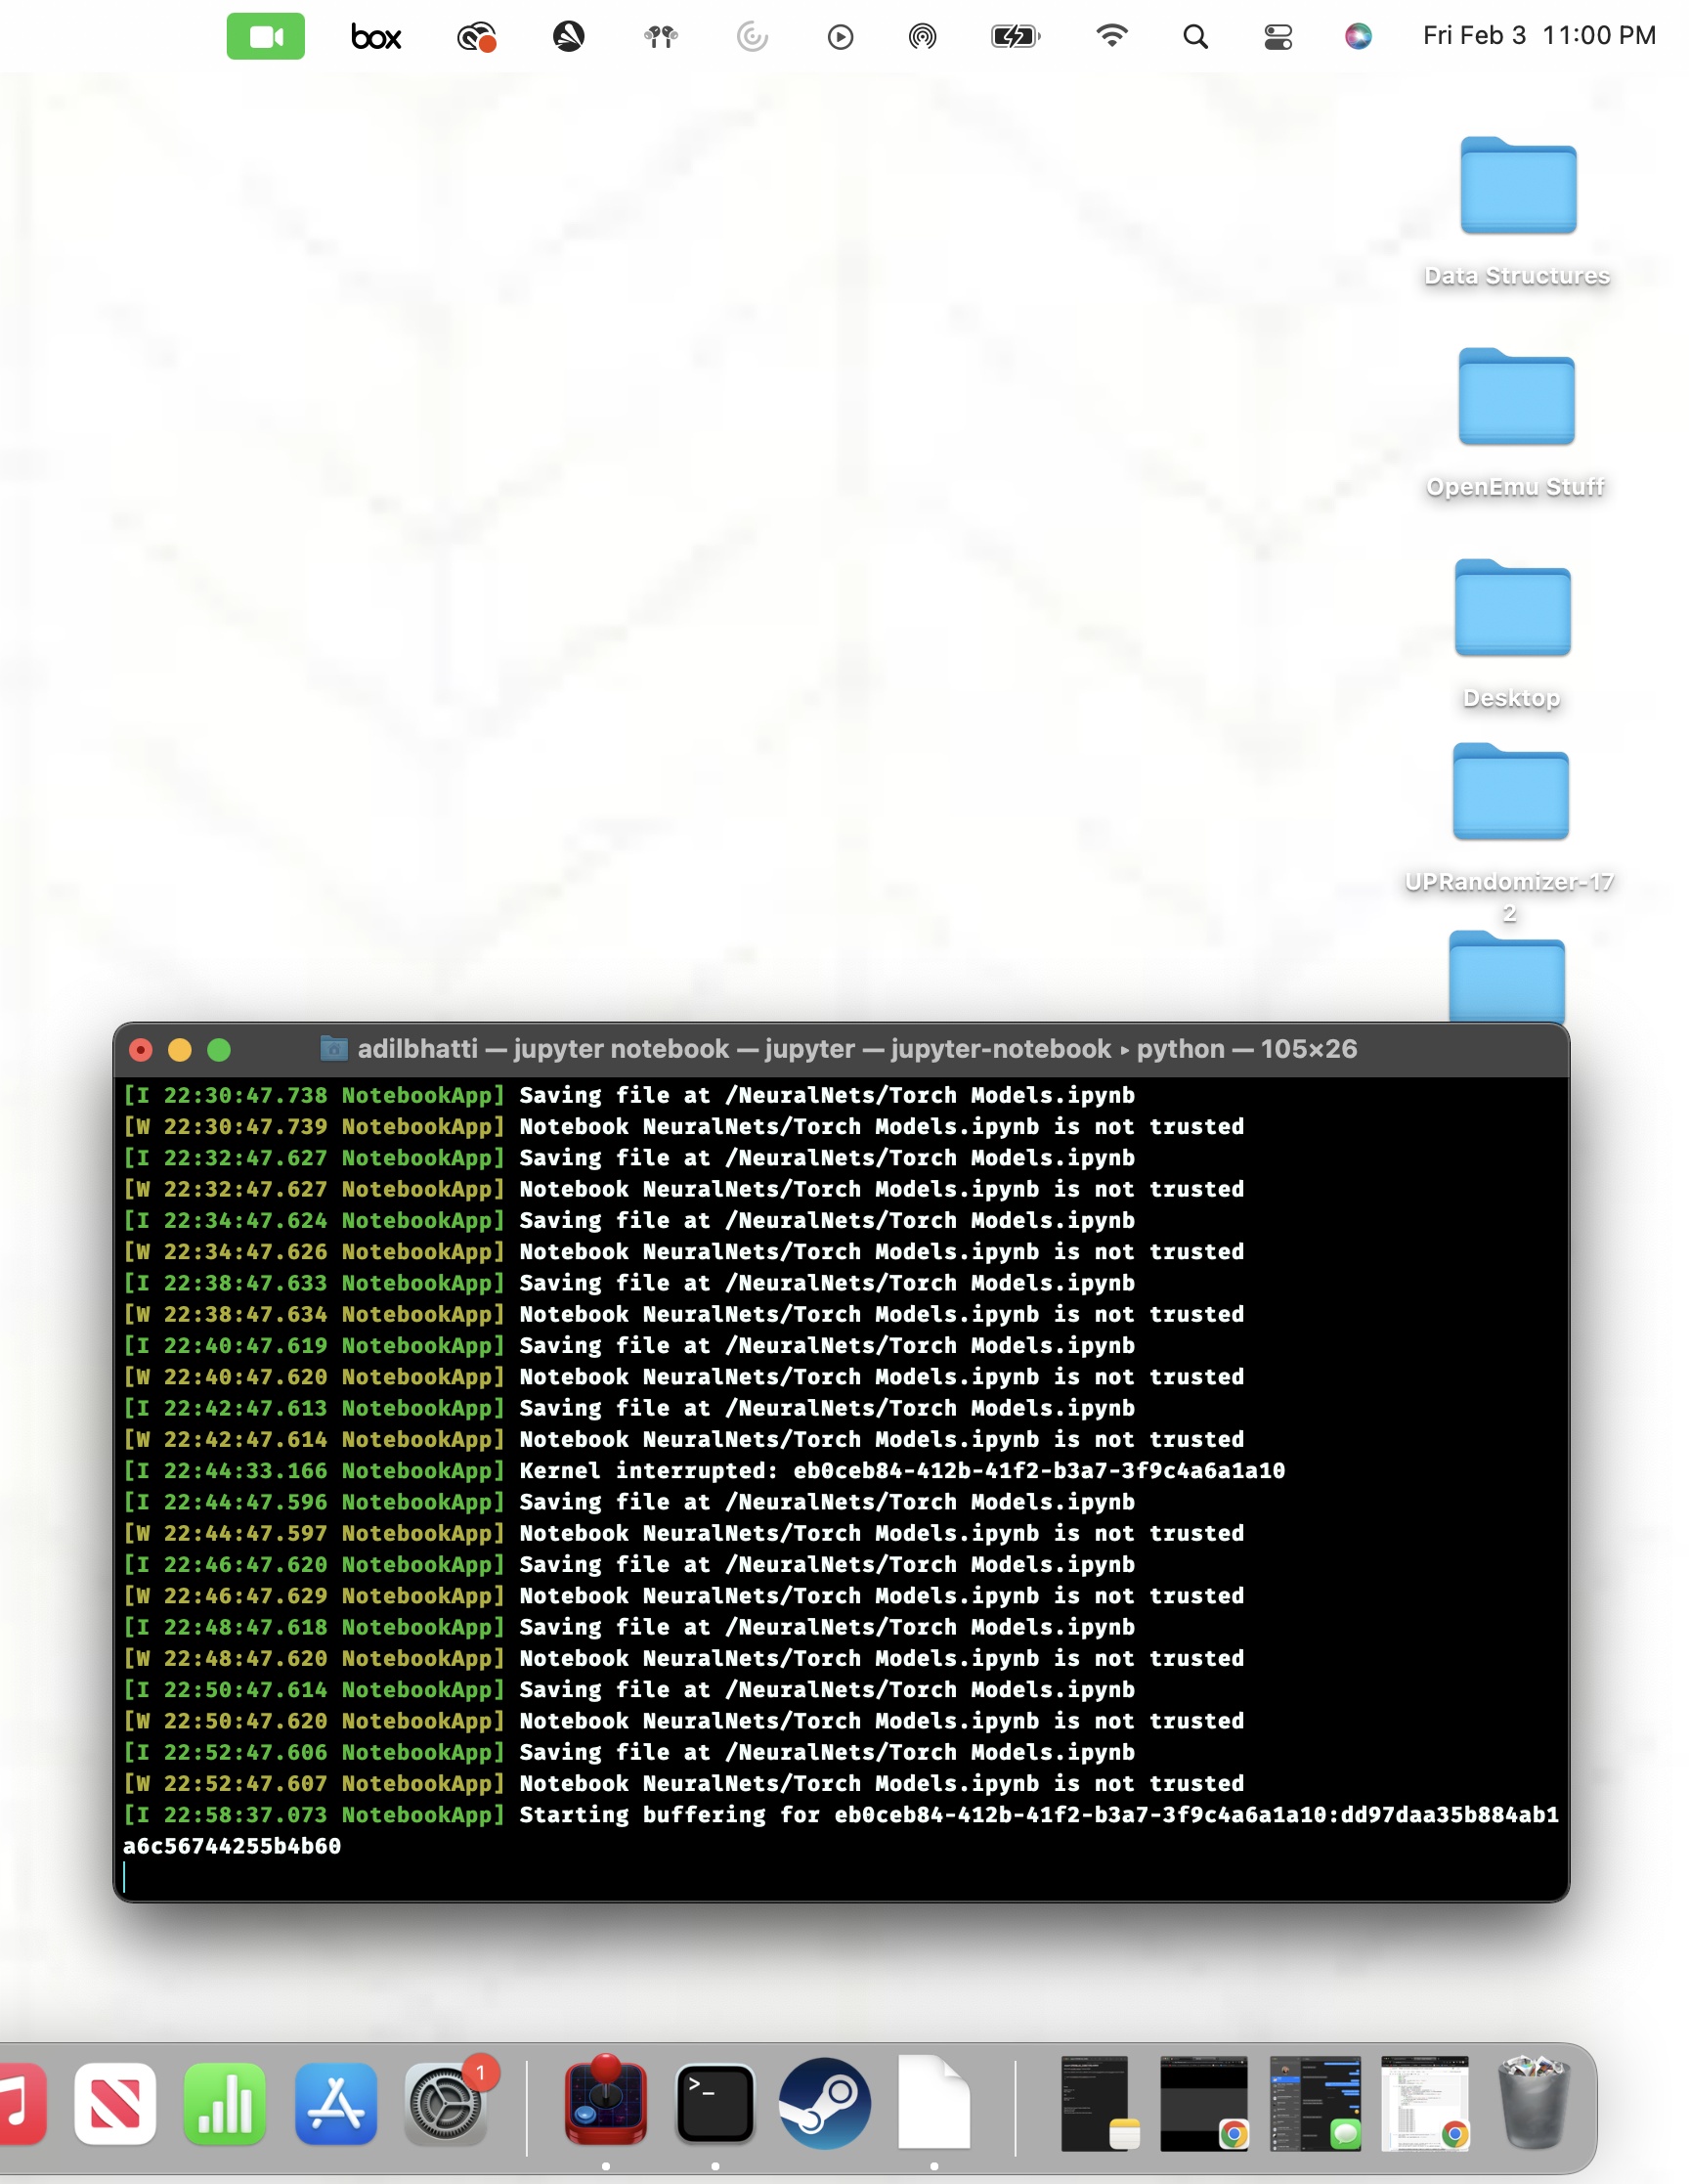 box
Fri Feb 3 11:00 PM
Data Structures
OpenEmu Stuff
Desktop
UPRandomizer-17
2
adilbhatti — jupyter notebook — jupyter — jupyter-notebook ▸ python — 105×26
[I 22:30:47.738 NotebookApp] Saving file at /NeuralNets/Torch Models.ipynb
[W 22:30:47.739 NotebookApp] Notebook NeuralNets/Torch Models.ipynb is not trusted
[I 22:32:47.627 NotebookApp] Saving file at /NeuralNets/Torch Models.ipynb
[W 22:32:47.627 NotebookApp] Notebook NeuralNets/Torch Models.ipynb is not trusted
[I 22:34:47.624 NotebookApp] Saving file at /NeuralNets/Torch Models.ipynb
[W 22:34:47.626 NotebookApp] Notebook NeuralNets/Torch Models.ipynb is not trusted
[I 22:38:47.633 NotebookApp] Saving file at /NeuralNets/Torch Models.ipynb
[W 22:38:47.634 NotebookApp] Notebook NeuralNets/Torch Models.ipynb is not trusted
[I 22:40:47.619 NotebookApp] Saving file at /NeuralNets/Torch Models.ipynb
[W 22:40:47.620 NotebookApp] Notebook NeuralNets/Torch Models.ipynb is not trusted
[I 22:42:47.613 NotebookApp] Saving file at /NeuralNets/Torch Models.ipynb
[W 22:42:47.614 NotebookApp] Notebook NeuralNets/Torch Models.ipynb is not trusted
[I 22:44:33.166 NotebookApp] Kernel interrupted: eb0ceb84-412b-41f2-b3a7-3f9c4a6a1a10
[I 22:44:47.596 NotebookApp] Saving file at /NeuralNets/Torch Models.ipynb
[W 22:44:47.597 NotebookApp] Notebook NeuralNets/Torch Models.ipynb is not trusted
[I 22:46:47.620 NotebookApp] Saving file at /NeuralNets/Torch Models.ipynb
[W 22:46:47.629 NotebookApp] Notebook NeuralNets/Torch Models.ipynb is not trusted
[I 22:48:47.618 NotebookApp] Saving file at /NeuralNets/Torch Models.ipynb
[W 22:48:47.620 NotebookApp] Notebook NeuralNets/Torch Models.ipynb is not trusted
[I 22:50:47.614 NotebookApp] Saving file at /NeuralNets/Torch Models.ipynb
[W 22:50:47.620 NotebookApp] Notebook NeuralNets/Torch Models.ipynb is not trusted
[I 22:52:47.606 NotebookApp] Saving file at /NeuralNets/Torch Models.ipynb
[W 22:52:47.607 NotebookApp] Notebook NeuralNets/Torch Models.ipynb is not trusted
[I 22:58:37.073 NotebookApp] Starting buffering for eb0ceb84-412b-41f2-b3a7-3f9c4a6a1a10:dd97daa35b884ab1
a6c56744255b4b60
1
>_